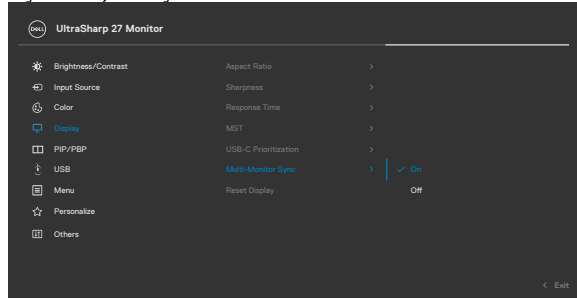 DELL UltraSharp 27 Monitor
Brightness/Contrast Aspect Ratio >
Input Source Sharpness >
Color Response Time >
Display MST >
PIP/PBP USB-C Prioritization >
USB Multi-Monitor Sync > ✓ On
Menu Reset Display Off
Personalize
Others
< Exit